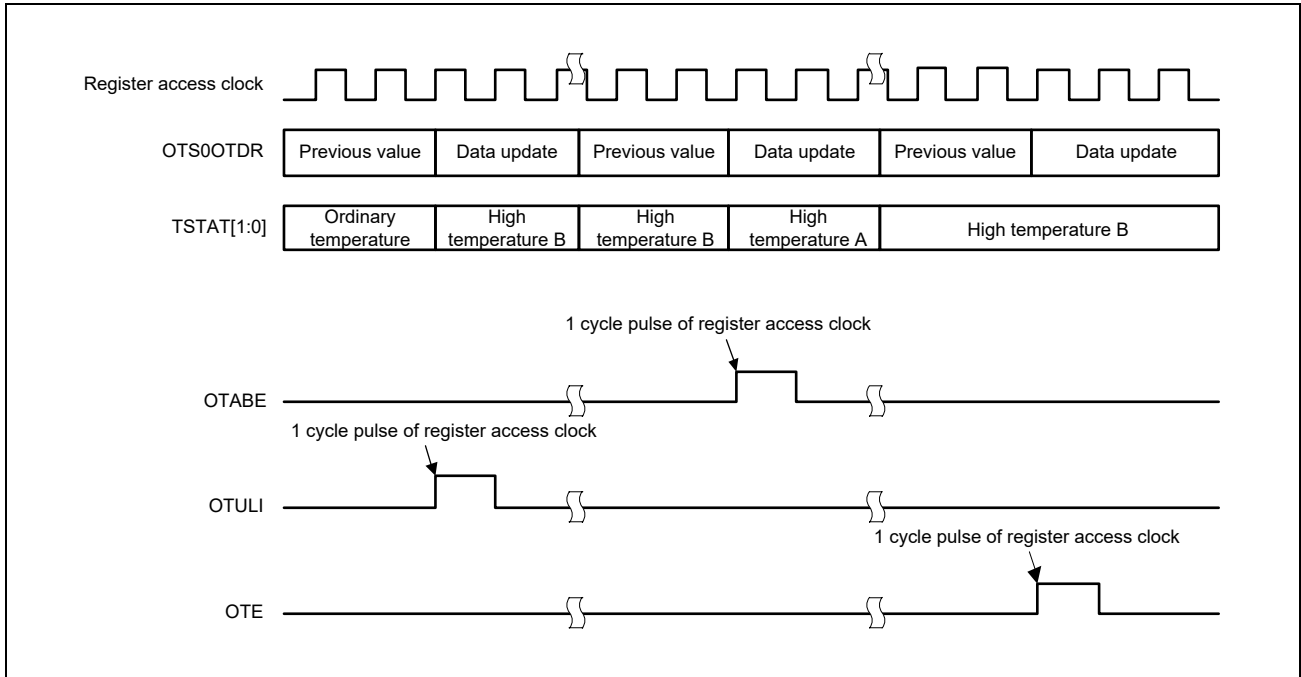 Register access clock
OTS0OTDR
Previous value
Data update
Previous value
Data update
Previous value
Data update
TSTAT[1:0]
Ordinary
temperature
High
temperature B
High
temperature B
High
temperature A
High temperature B
1 cycle pulse of register access clock
OTABE
1 cycle pulse of register access clock
OTULI
1 cycle pulse of register access clock
OTE